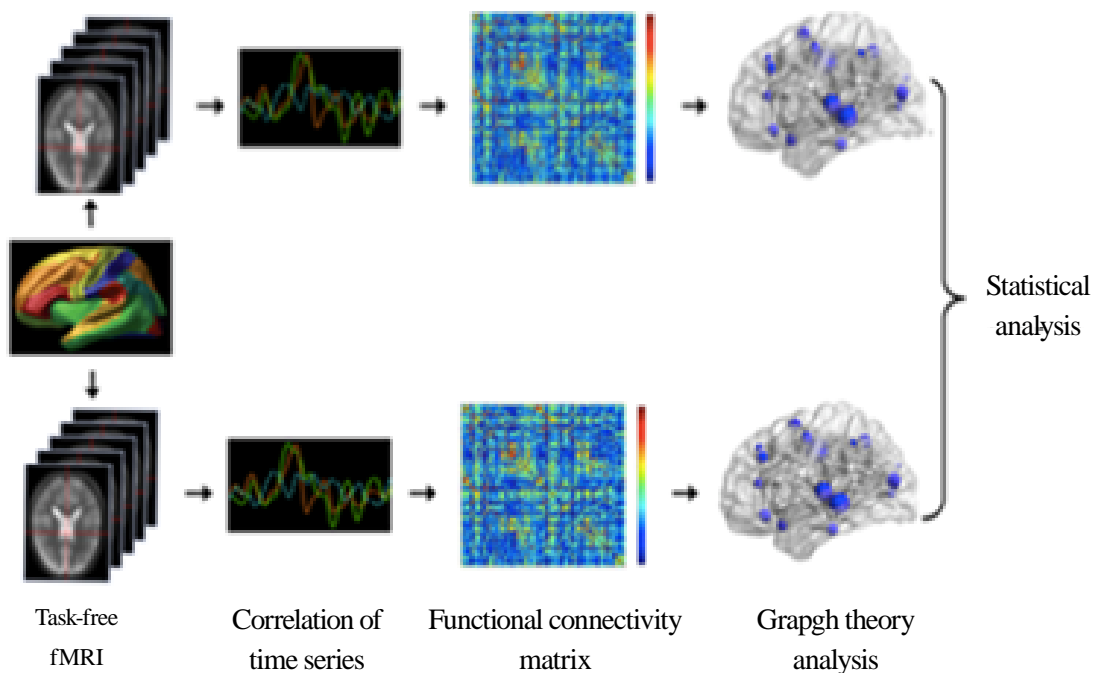 Statistical
analysis
Task-free
fMRI
Correlation of
time series
Functional connectivity
matrix
Grapgh theory
analysis